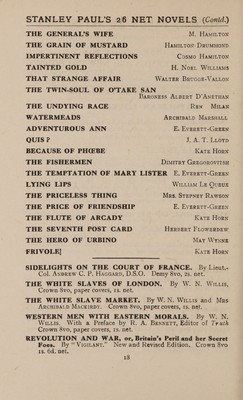 STANLEY PAUL'S 2s NET NOVELS (Contd.)
THE GENERAL'S WIFE M. HAMILTON
THE GRAIN OF MUSTARD HAMILTON DRUMMOND
IMPERTINENT REFLECTIONS COSMO HAMILTON
TAINTED GOLD H. NOEL WILLIAMS
THAT STRANGE AFFAIR WALTER BRUDGE-VALLON
THE TWIN-SOUL OF O'TAKE SAN
BARONESS ALBERT D'ANETHAN
THE UNDYING RACE REN MILAN
WATERMEADS ARCHIBALD MARSHALL
ADVENTUROUS ANN E. EVERETT-GREEN
QUIS? J. A. T. LLOYD
BECAUSE OF PHŒBE KATE HORN
THE FISHERMEN DIMITRY GREGOROVITSH
THE TEMPTATION OF MARY LISTER E. EVERETT-GREEN
LYING LIPS WILLIAM LE QUEUX
THE PRICELESS THING MRS. STEPNEY RAWSON
THE PRICE OF FRIENDSHIP E. EVERETT-GREEN
THE FLUTE OF ARCADY KATE HORN
THE SEVENTH POST CARD HERBERT FLOWERDEW
THE HERO OF URBINO MAY WYNNE
FRIVOLE KATE HORN
SIDELIGHTS ON THE COURT OF FRANCE. By LIEUT.-
COL. ANDREW C. P. HAGGARD, D.S.O. Demy 8vo, 2s. net.
THE WHITE SLAVES OF LONDON. By W. N. WILLIS,
Crown 8vo, paper covers, 1s. net.
THE WHITE SLAVE MARKET. By W. N. WILLIS and MRS
ARCHIBALD MACKIRDY. Crown 8vo, paper covers, 1s. net.
WESTERN MEN WITH EASTERN MORALS. By W. N.
WILLIS. With a Preface by R. A. BENNETT, Editor of Truth
Crown 8vo, paper covers, 1s. net.
REVOLUTION AND WAR, or, Britain's Peril and her Secret
Foes. By "VIGILANT." New and Revised Edition. Crown 8vo
1s. 6d. net.
18